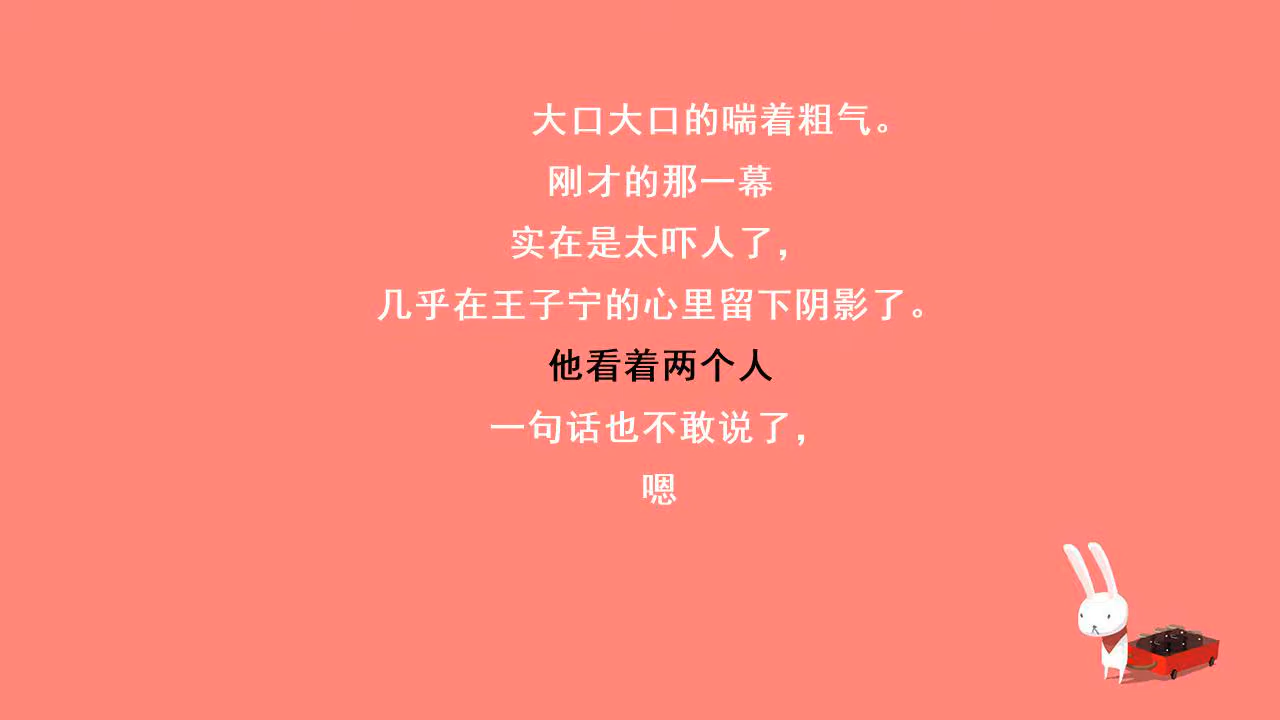 大口大口的喘着粗气。
刚才的那一幕
实在是太吓人了，
几乎在王子宁的心里留下阴影了。
他看着两个人
一句话也不敢说了，
嗯